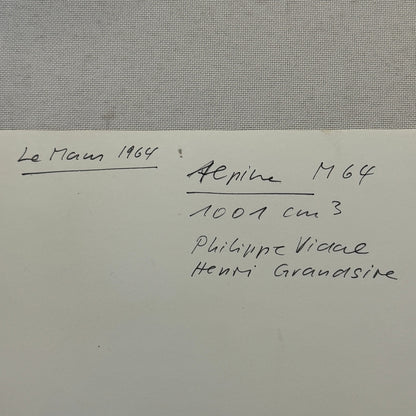 Le Mans 1964
Alpine M64
1001 cm3
Philippe Vidal
Henri Grandsire